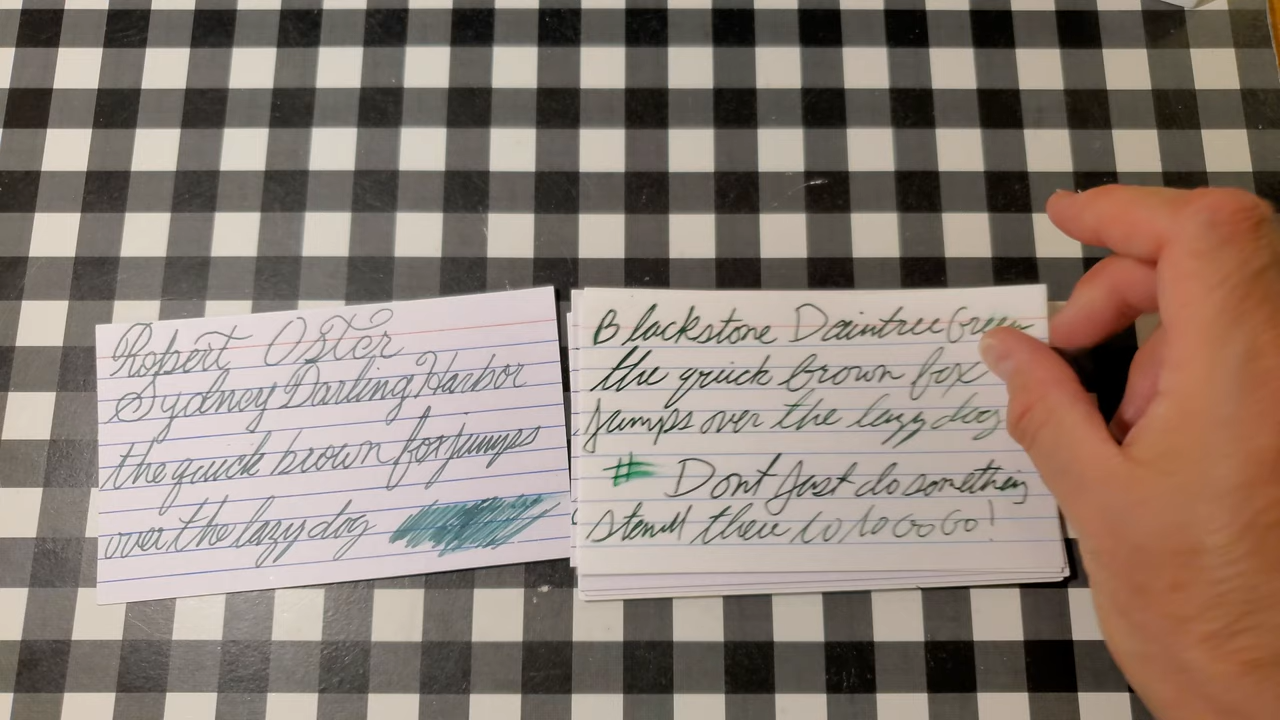 Robert Oster
Sydney Darling Harbor
the quick brown fox jumps
over the lazy dog
Blackstone Daintree Green
the quick brown fox
jumps over the lazy dog
# Dont Just do something
there